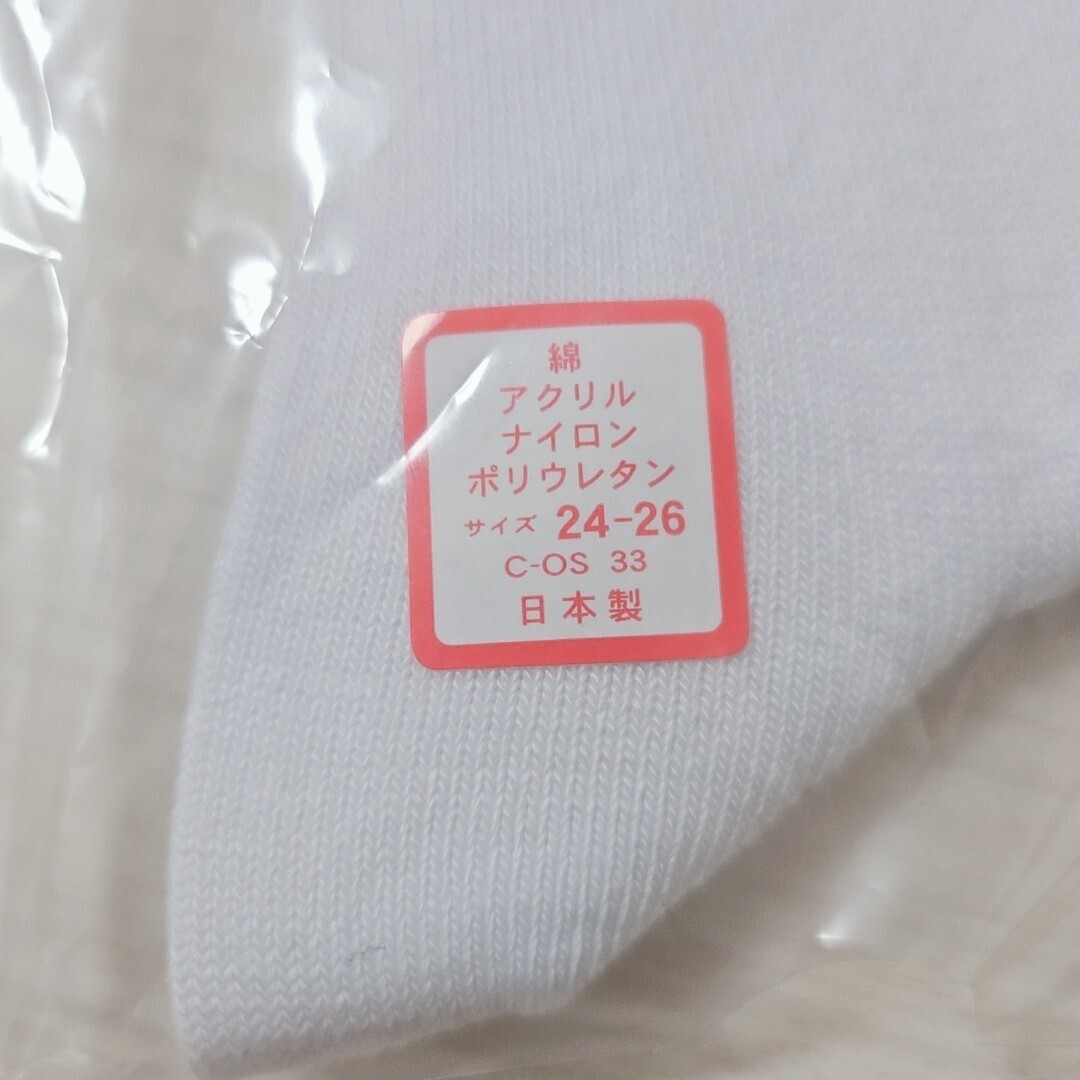 綿
アクリル
ナイロン
ポリウレタン
サイズ 24-26
C-OS 33
日本製